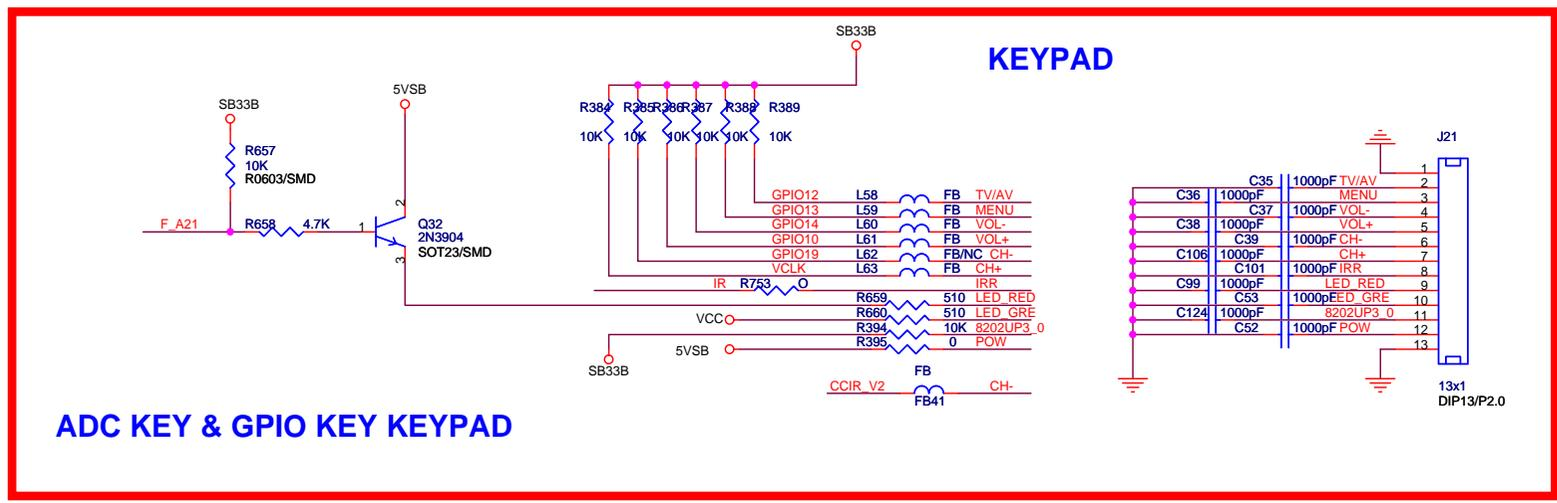 SB33B
KEYPAD
5VSB
SB33B
R384 R385 R386 R387 R388 R389
10K 10K 10K 10K 10K 10K
R657
10K
R0603/SMD
F_A21 R658 4.7K
1
2
3
Q32
2N3904
SOT23/SMD
GPIO12 L58 FB TV/AV
GPIO13 L59 FB MENU
GPIO14 L60 FB VOL-
GPIO10 L61 FB VOL+
GPIO19 L62 FB/NC CH-
VCLK L63 FB CH+
IR R753 O IRR
R659 510 LED_RED
VCC R660 510 LED_GRE
R394 10K 8202UP3_0
5VSB R395 0 POW
SB33B
FB
CCIR_V2 CH-
FB41
J21
1
C35 1000pF TV/AV 2
C36 1000pF MENU 3
C37 1000pF VOL- 4
C38 1000pF VOL+ 5
C39 1000pF CH- 6
C106 1000pF CH+ 7
C101 1000pF IRR 8
C99 1000pF LED_RED 9
C53 1000pF LED_GRE 10
C124 1000pF 8202UP3_0 11
C52 1000pF POW 12
13
13x1
DIP13/P2.0
ADC KEY & GPIO KEY KEYPAD